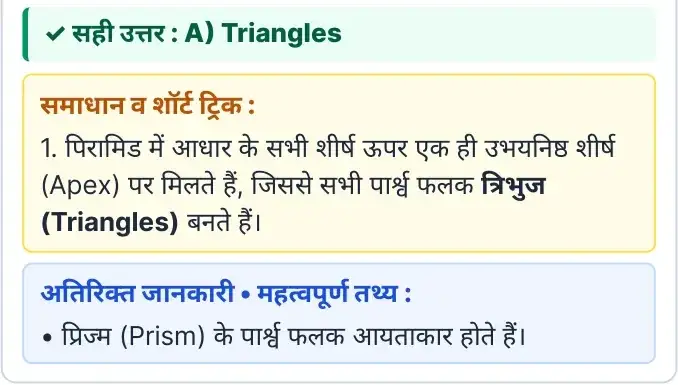 ✓ सही उत्तर : A) Triangles
समाधान व शॉर्ट ट्रिक :
1. पिरामिड में आधार के सभी शीर्ष ऊपर एक ही उभयनिष्ठ शीर्ष
(Apex) पर मिलते हैं, जिससे सभी पार्श्व फलक त्रिभुज
(Triangles) बनते हैं।
अतिरिक्त जानकारी • महत्वपूर्ण तथ्य :
• प्रिज्म (Prism) के पार्श्व फलक आयताकार होते हैं।